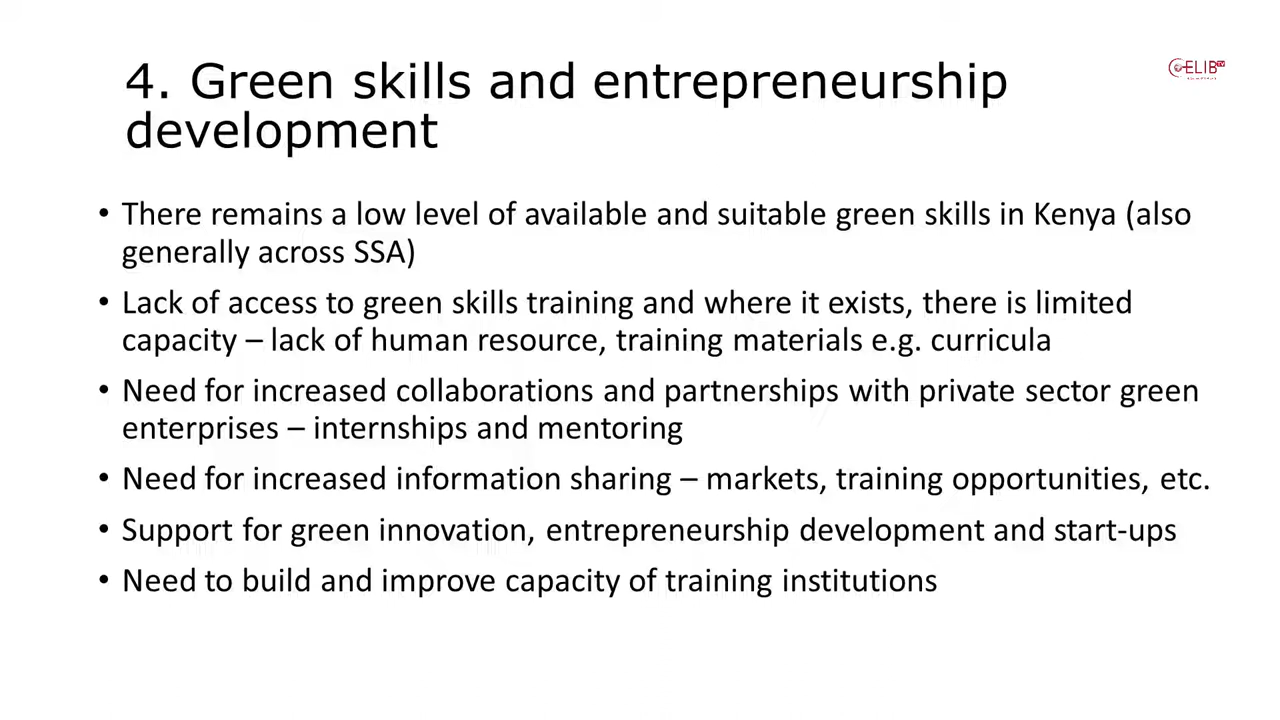 4. Green skills and entrepreneurship
development
• There remains a low level of available and suitable green skills in Kenya (also
generally across SSA)
• Lack of access to green skills training and where it exists, there is limited
capacity – lack of human resource, training materials e.g. curricula
• Need for increased collaborations and partnerships with private sector green
enterprises – internships and mentoring
• Need for increased information sharing – markets, training opportunities, etc.
• Support for green innovation, entrepreneurship development and start-ups
• Need to build and improve capacity of training institutions
ELIB TV